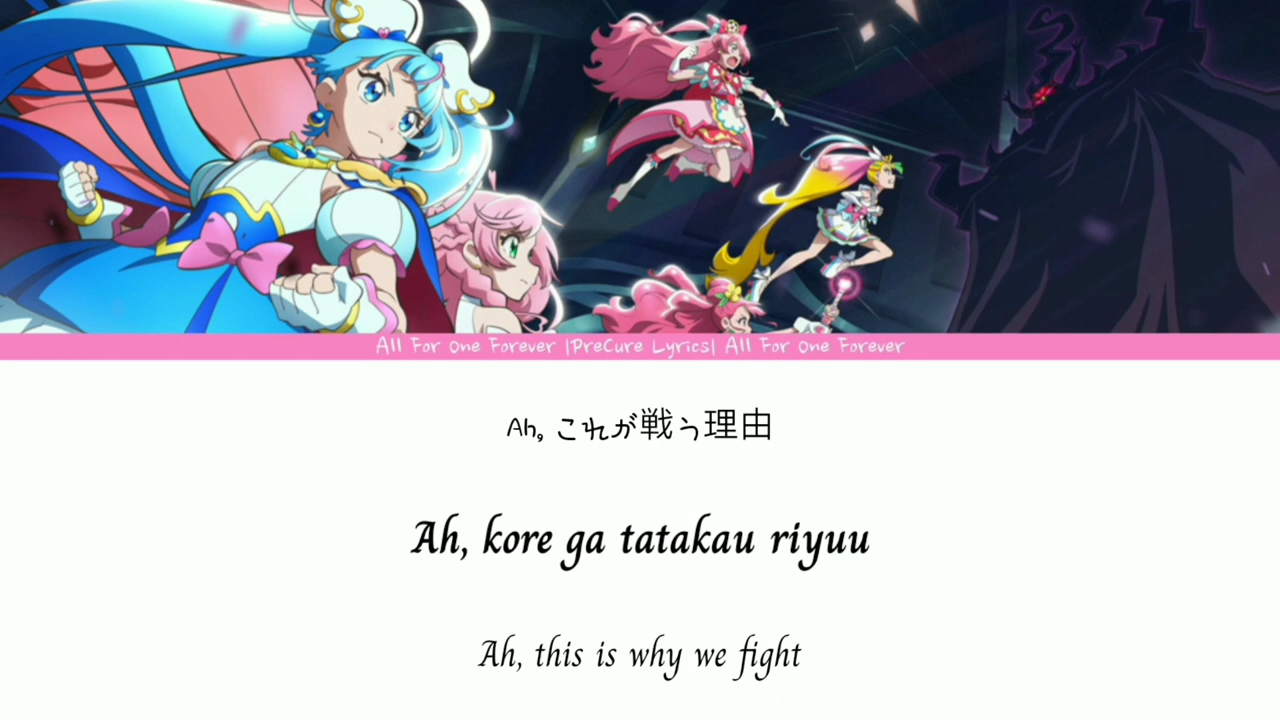 All For One Forever |PreCure Lyrics| All For One Forever
Ah, これが戦う理由
Ah, kore ga tatakau riyuu
Ah, this is why we fight